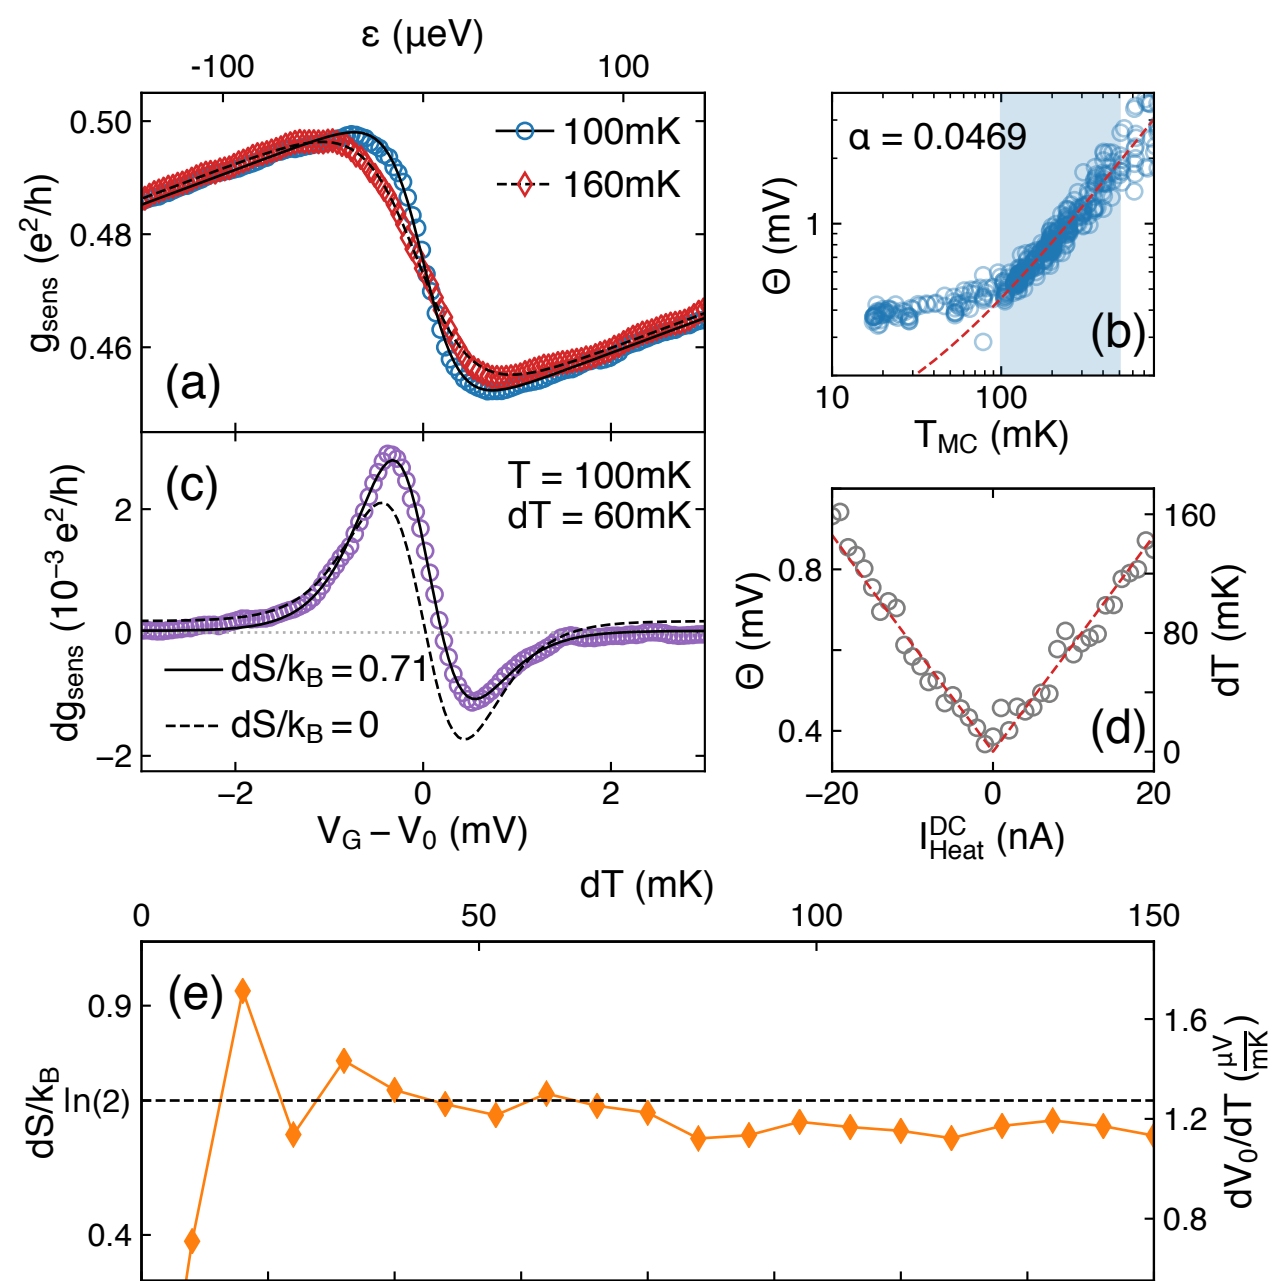 ε (μeV)
-100
100
0.50
0.48
0.46
g_sens (e²/h)
100mK
160mK
(a)
α = 0.0469
Θ (mV)
1
(b)
10
100
T_MC (mK)
(c)
T = 100mK
dT = 60mK
dg_sens (10⁻³ e²/h)
2
0
−2
dS/k_B = 0.71
dS/k_B = 0
−2
0
2
V_G − V_0 (mV)
Θ (mV)
0.8
0.4
160
80
0
dT (mK)
(d)
−20
0
20
I_Heat^DC (nA)
dT (mK)
0
50
100
150
(e)
dS/k_B
0.9
ln(2)
0.4
1.6
1.2
0.8
dV_0/dT (μV/mK)